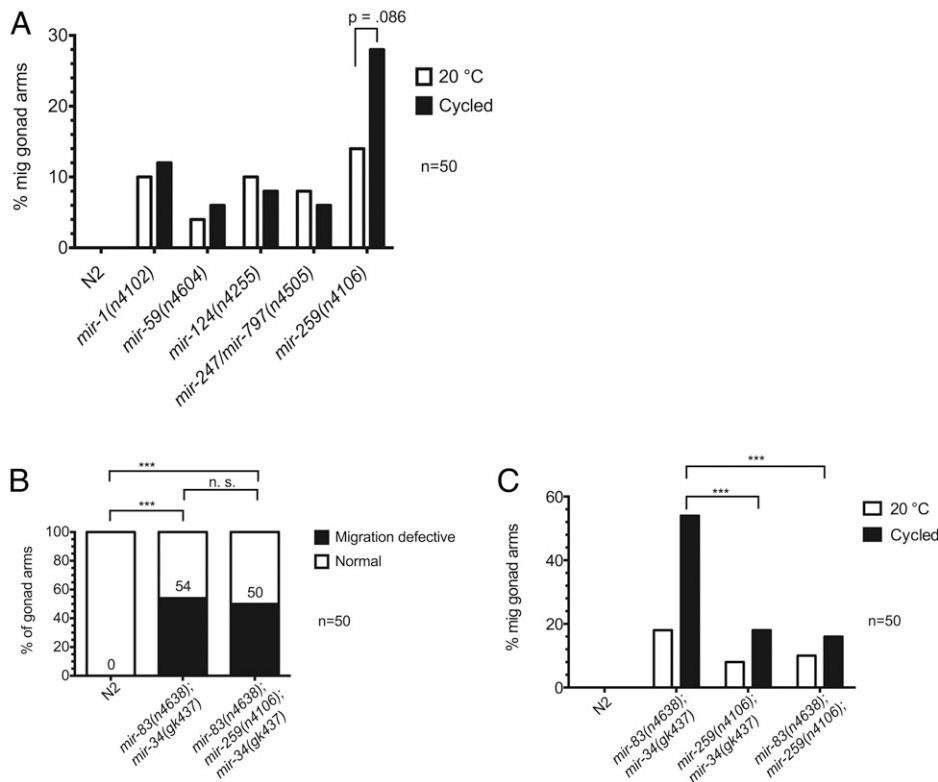 A
p = .086
% mig gonad arms
30
20
10
0
20 °C
Cycled
n=50
N2
mir-1(n4102)
mir-59(n4604)
mir-124(n4255)
mir-247/mir-797(n4505)
mir-259(n4106)
B
***
n. s.
***
% of gonad arms
100
80
60
40
20
0
0
54
50
Migration defective
Normal
n=50
N2
mir-83(n4638);
mir-34(gk437)
mir-83(n4638);
mir-259(n4106);
mir-34(gk437)
C
***
***
% mig gonad arms
60
40
20
0
20 °C
Cycled
n=50
N2
mir-83(n4638);
mir-34(gk437)
mir-259(n4106);
mir-34(gk437)
mir-83(n4638);
mir-259(n4106);